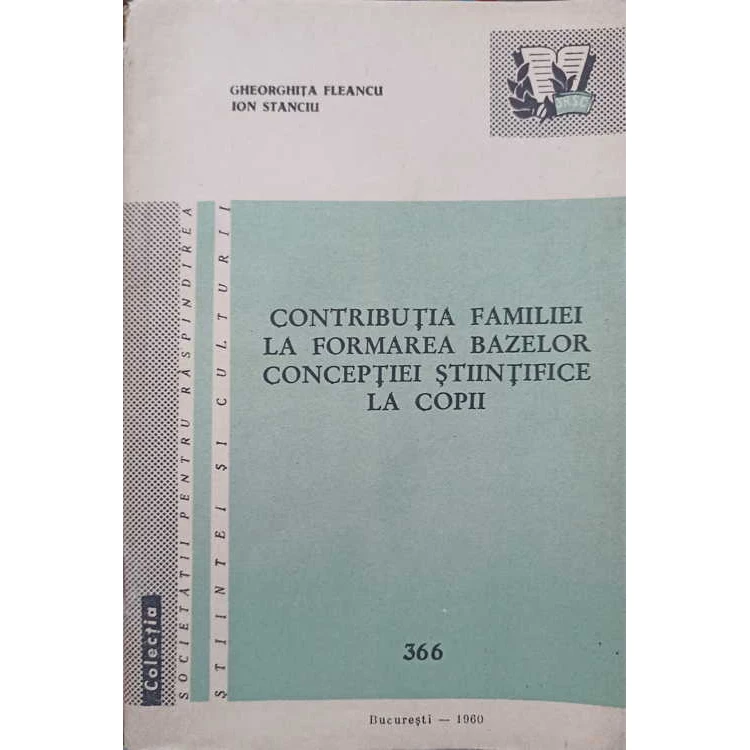 GHEORGHIȚA FLEANCU
ION STANCIU
SRSC
CONTRIBUȚIA FAMILIEI
LA FORMAREA BAZELOR
CONCEPȚIEI ȘTIINȚIFICE
LA COPII
366
Colecția
SOCIETĂȚII PENTRU RĂSPÎNDIREA
ȘTIINȚEI ȘI CULTURII
București — 1960